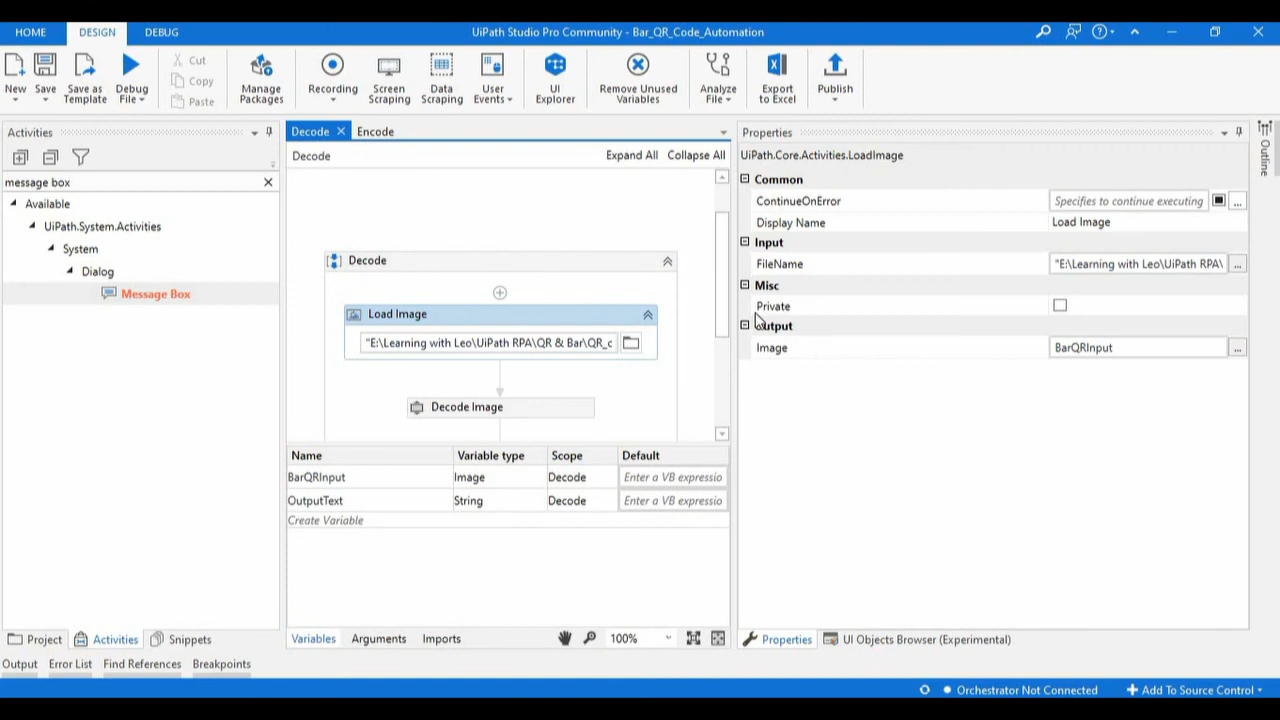 HOME DESIGN DEBUG UiPath Studio Pro Community - Bar_QR_Code_Automation
New Save Save as Template Debug File Cut Copy Paste Manage Packages Recording Screen Scraping Data Scraping User Events UI Explorer Remove Unused Variables Analyze File Export to Excel Publish
Activities
message box
Available
UiPath.System.Activities
System
Dialog
Message Box
Project Activities Snippets
Decode Encode
Decode Expand All Collapse All
Decode
Load Image
"E:\Learning with Leo\UiPath RPA\QR & Bar\QR_c
Decode Image
Name Variable type Scope Default
BarQRInput Image Decode Enter a VB expressio
OutputText String Decode Enter a VB expressio
Create Variable
Variables Arguments Imports 100%
Properties
UiPath.Core.Activities.LoadImage
Common
ContinueOnError Specifies to continue executing ...
Display Name Load Image
Input
FileName "E:\Learning with Leo\UiPath RPA\ ...
Misc
Private
Output
Image BarQRInput ...
Properties UI Objects Browser (Experimental)
Outline
Output Error List Find References Breakpoints
Orchestrator Not Connected Add To Source Control